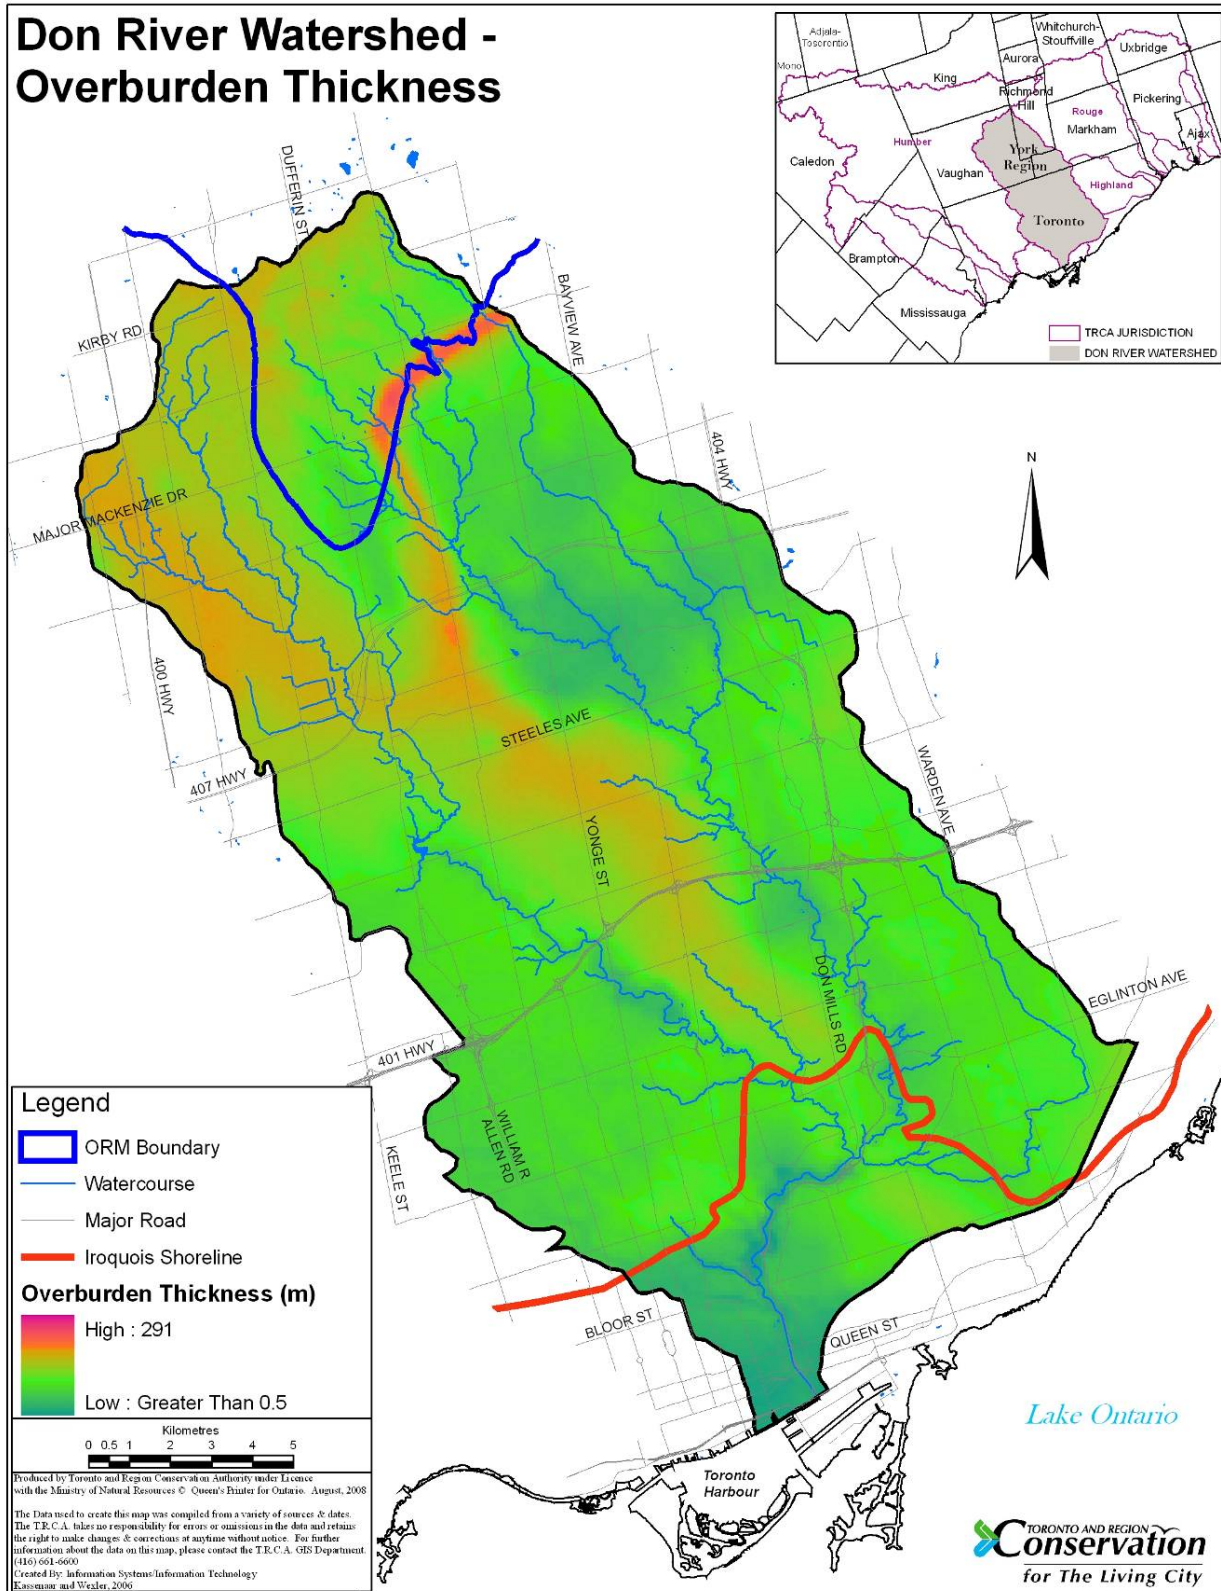 Don River Watershed -
Overburden Thickness
Adjala-
Tosorontio
Mono
King
Aurora
Whitchurch-
Stouffville
Uxbridge
Richmond
Hill
Rouge
Pickering
Humber
Markham
Ajax
Caledon
Vaughan
York
Region
Highland
Toronto
Brampton
Mississauga
TRCA JURISDICTION
DON RIVER WATERSHED
DUFFERIN ST
BAYVIEW AVE
KIRBY RD
404 HWY
N
MAJOR MACKENZIE DR
400 HWY
STEELES AVE
407 HWY
WARDEN AVE
YONGE ST
DON MILLS RD
EGLINTON AVE
401 HWY
WILLIAM R
ALLEN RD
KEELE ST
BLOOR ST
QUEEN ST
Lake Ontario
Toronto
Harbour
Legend
ORM Boundary
Watercourse
Major Road
Iroquois Shoreline
Overburden Thickness (m)
High : 291
Low : Greater Than 0.5
Kilometres
0 0.5 1 2 3 4 5
Produced by Toronto and Region Conservation Authority under Licence
with the Ministry of Natural Resources © Queen's Printer for Ontario. August, 2008
The Data used to create this map was compiled from a variety of sources & dates.
The T.R.C.A. takes no responsibility for errors or omissions in the data and retains
the right to make changes & corrections at anytime without notice. For further
information about the data on this map, please contact the T.R.C.A. GIS Department.
(416) 661-6600
Created By: Information Systems/Information Technology
Kassenaar and Wexler, 2006
TORONTO AND REGION
Conservation
for The Living City